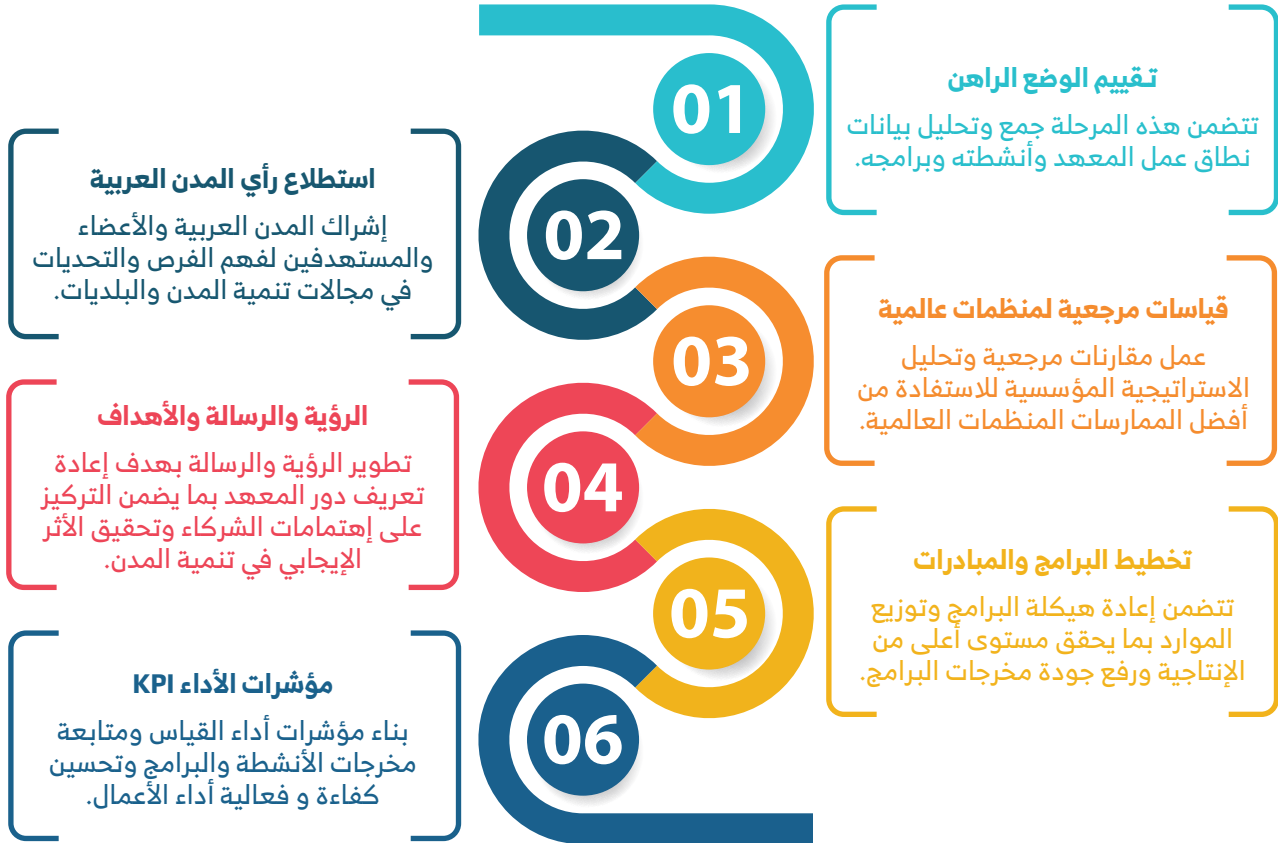 01
تقييم الوضع الراهن
تتضمن هذه المرحلة جمع وتحليل بيانات
نطاق عمل المعهد وأنشطته وبرامجه.
02
استطلاع رأي المدن العربية
إشراك المدن العربية والأعضاء
والمستهدفين لفهم الفرص والتحديات
في مجالات تنمية المدن والبلديات.
03
قياسات مرجعية لمنظمات عالمية
عمل مقارنات مرجعية وتحليل
الاستراتيجية المؤسسية للاستفادة من
أفضل الممارسات المنظمات العالمية.
04
الرؤية والرسالة والأهداف
تطوير الرؤية والرسالة بهدف إعادة
تعريف دور المعهد بما يضمن التركيز
على إهتمامات الشركاء وتحقيق الأثر
الإيجابي في تنمية المدن.
05
تخطيط البرامج والمبادرات
تتضمن إعادة هيكلة البرامج وتوزيع
الموارد بما يحقق مستوى أعلى من
الإنتاجية ورفع جودة مخرجات البرامج.
06
مؤشرات الأداء KPI
بناء مؤشرات أداء القياس ومتابعة
مخرجات الأنشطة والبرامج وتحسين
كفاءة و فعالية أداء الأعمال.